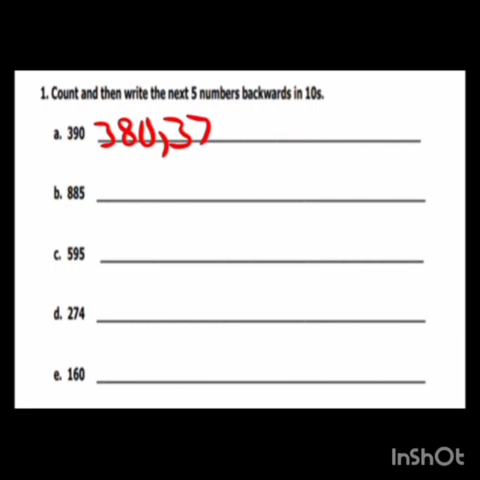 1. Count and then write the next 5 numbers backwards in 10s.
a. 390 380,37
b. 885
c. 595
d. 274
e. 160
InShOt